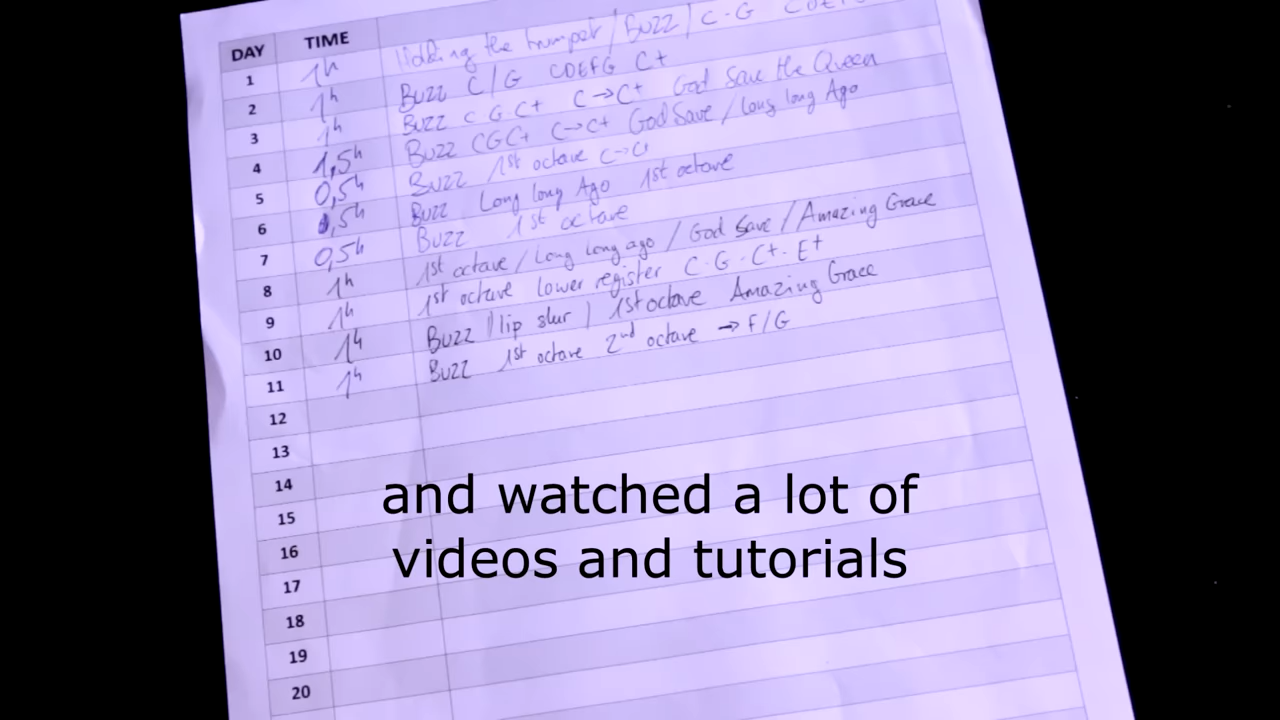 DAY TIME
1 1h Holding the trumpet / Buzz / C·G
2 1h Buzz C/G CDEFG C+
3 1h Buzz C G C+ C→C+ God Save the Queen
4 1,5h Buzz CGC+ C→C+ God Save / Long long Ago
5 0,5h Buzz 1st octave C→C
6 ,5h Buzz Long long Ago 1st octave
7 0,5h Buzz 1st octave
8 1h 1st octave / Long long ago / God Save / Amazing Grace
9 1h 1st octave lower register C·G·C+·E+
10 1h Buzz / lip slur / 1st octave Amazing Grace
11 1h Buzz 1st octave 2nd octave → F/G
12
13
14
15
16
17
18
19
20
and watched a lot of
videos and tutorials